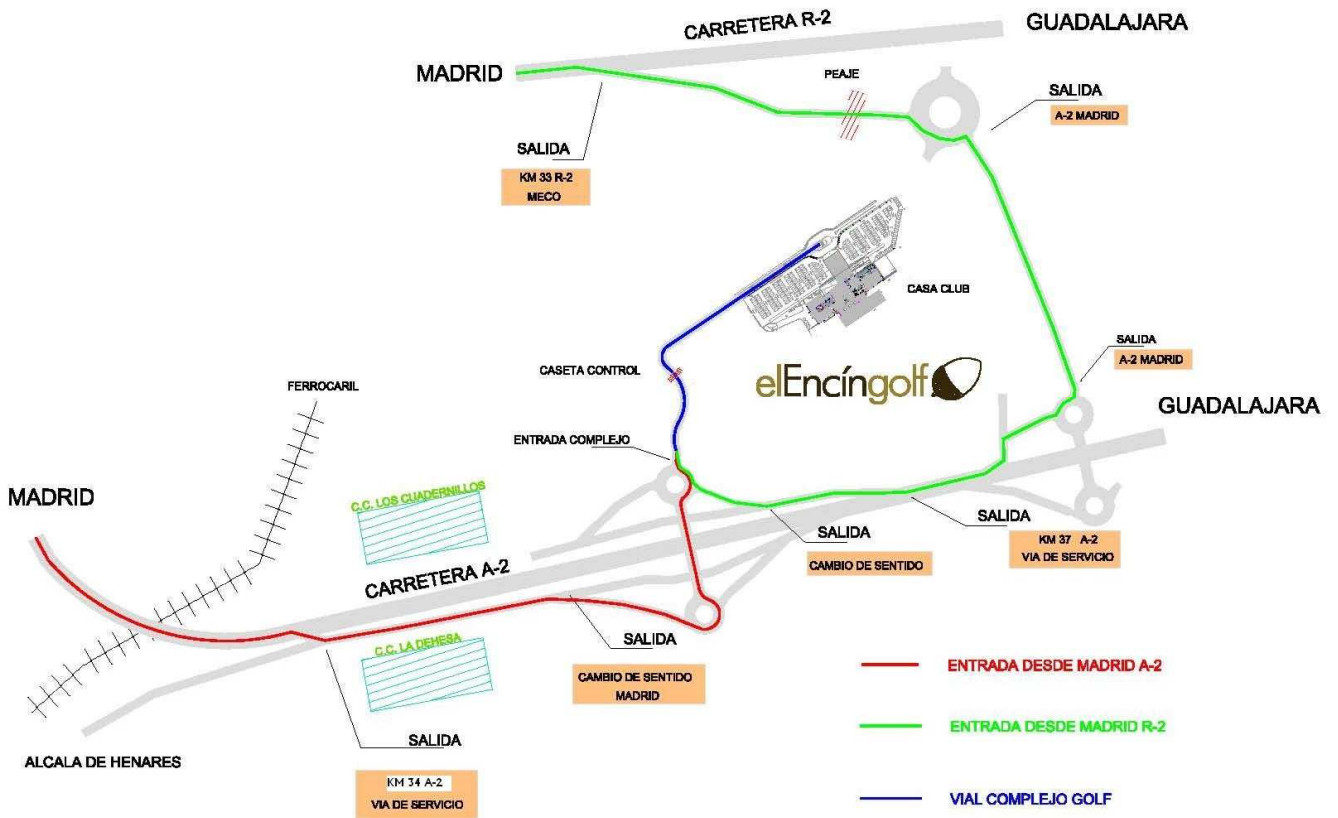 CARRETERA R-2
GUADALAJARA
MADRID
PEAJE
SALIDA
A-2 MADRID
SALIDA
KM 33 R-2
MECO
CASA CLUB
SALIDA
A-2 MADRID
CASETA CONTROL
elEncíngolf
FERROCARIL
GUADALAJARA
ENTRADA COMPLEJO
MADRID
C.C. LOS CUADERNILLOS
SALIDA
KM 37 A-2
VIA DE SERVICIO
SALIDA
CAMBIO DE SENTIDO
CARRETERA A-2
SALIDA
CAMBIO DE SENTIDO
MADRID
C.C. LA DEHESA
ENTRADA DESDE MADRID A-2
ENTRADA DESDE MADRID R-2
SALIDA
KM 34 A-2
VIA DE SERVICIO
ALCALA DE HENARES
VIAL COMPLEJO GOLF